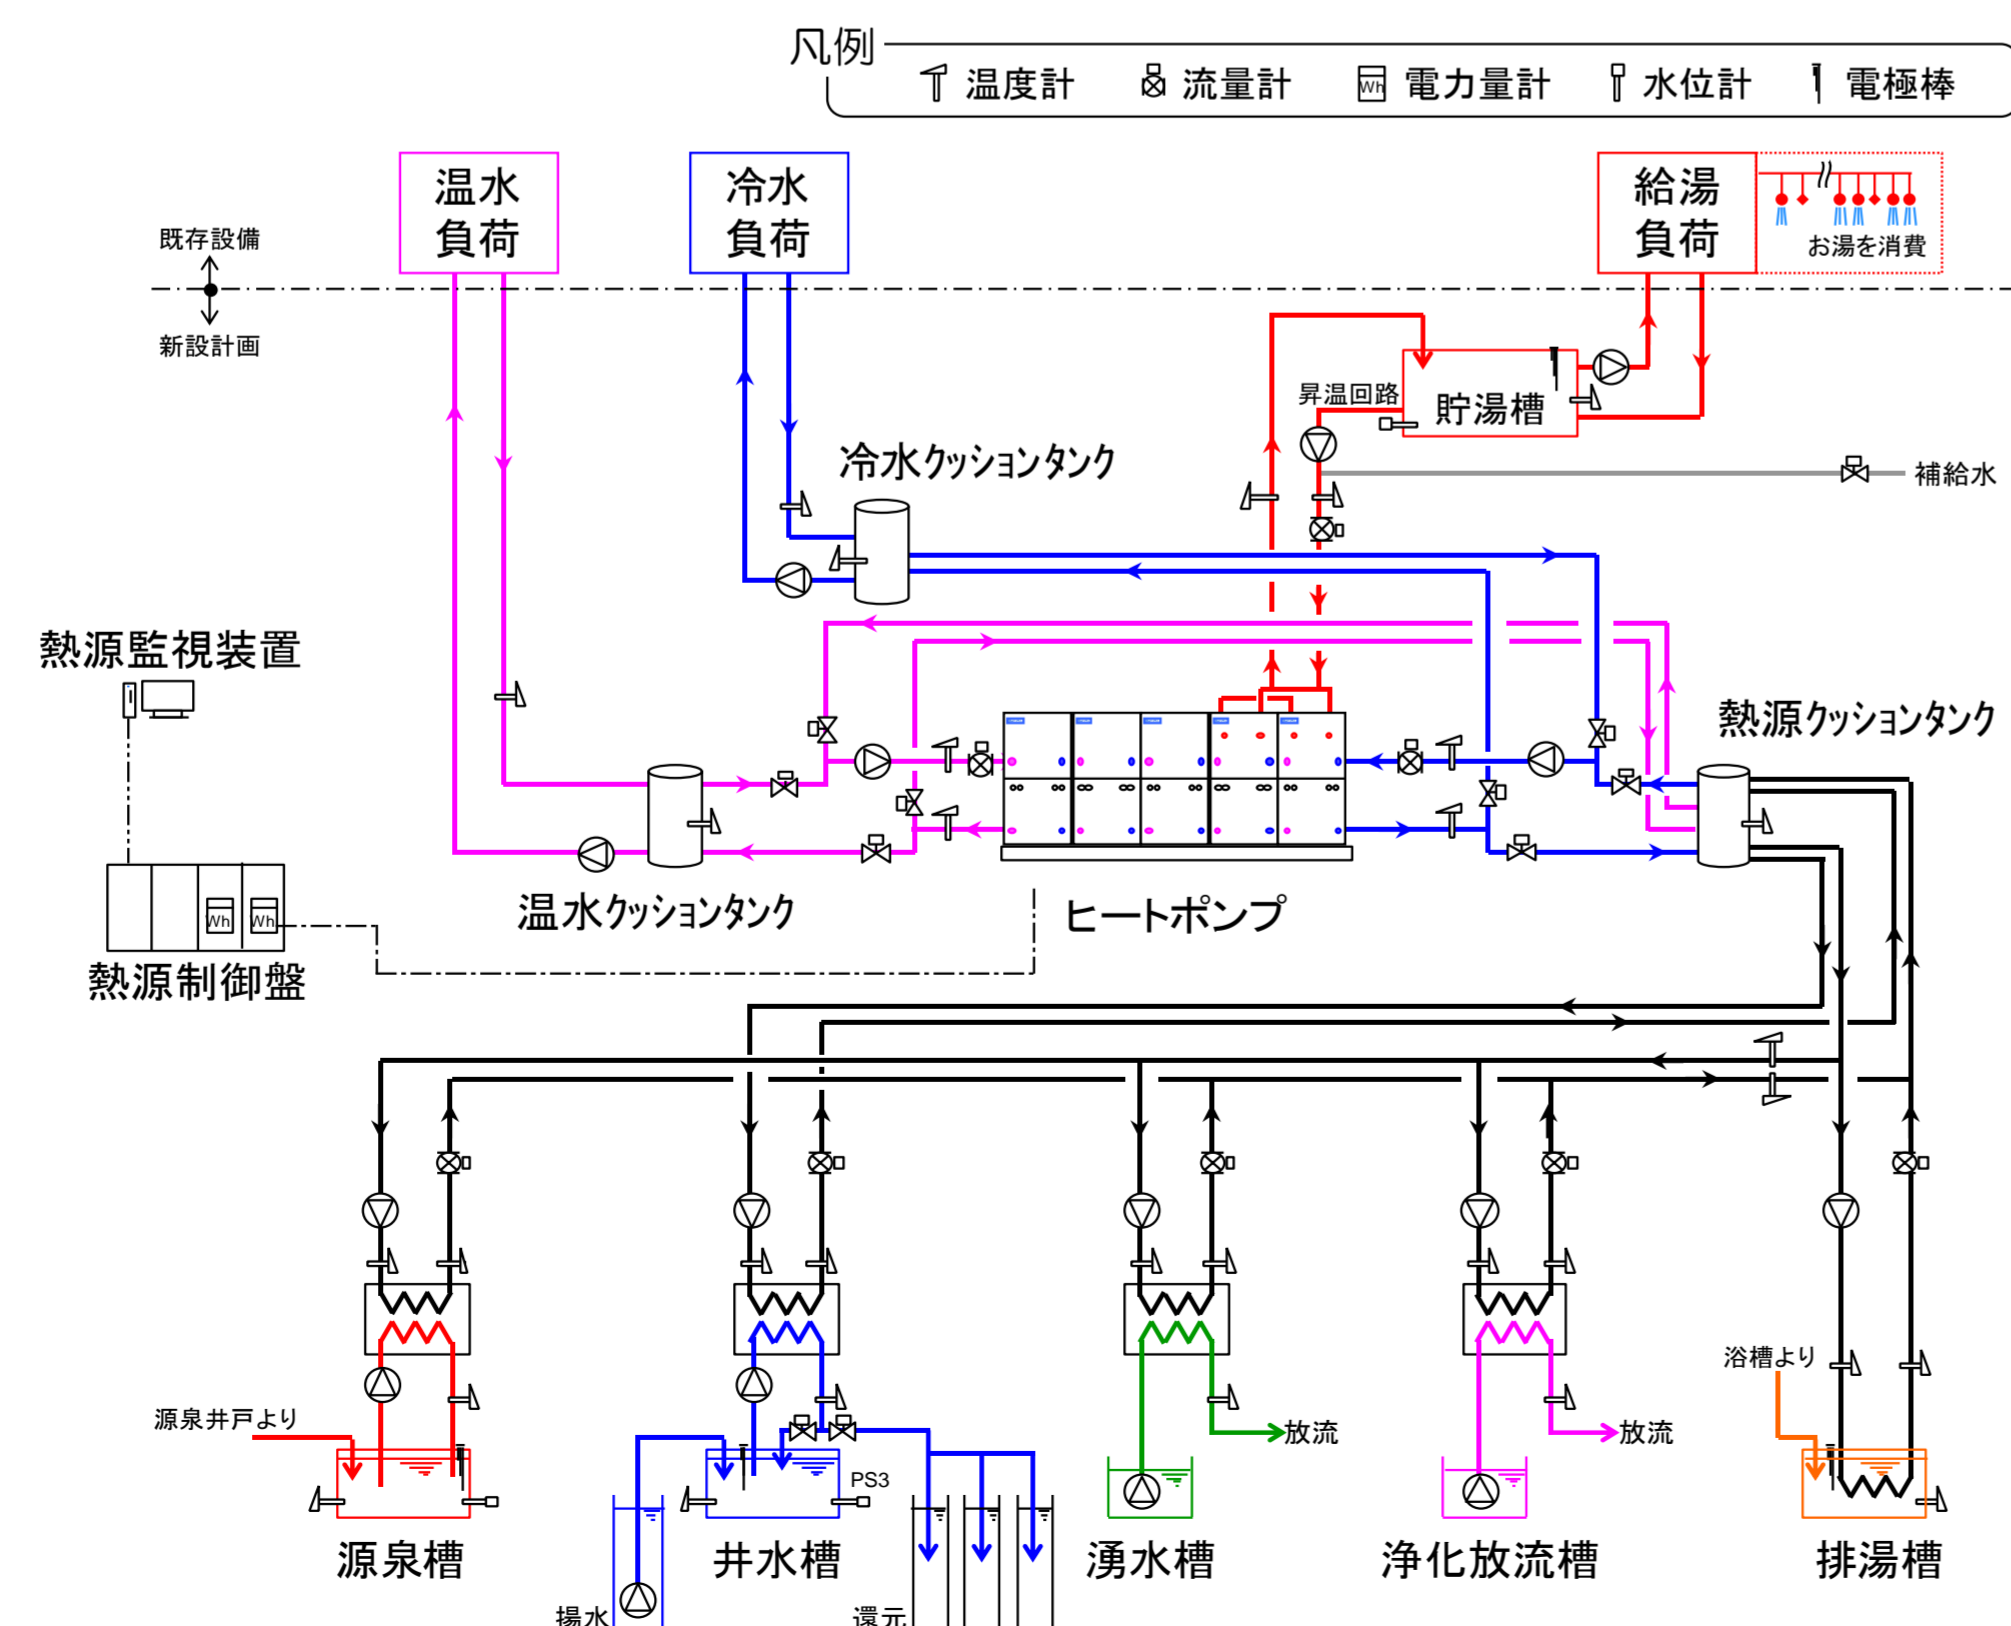 凡例
温度計
流量計
Wh
電力量計
水位計
電極棒
温水
負荷
冷水
負荷
給湯
負荷
お湯を消費
既存設備
新設計画
昇温回路
貯湯槽
補給水
冷水クッションタンク
熱源監視装置
熱源クッションタンク
温水クッションタンク
ヒートポンプ
Wh
Wh
熱源制御盤
浴槽より
源泉井戸より
放流
放流
PS3
源泉槽
井水槽
湧水槽
浄化放流槽
排湯槽
揚水
還元